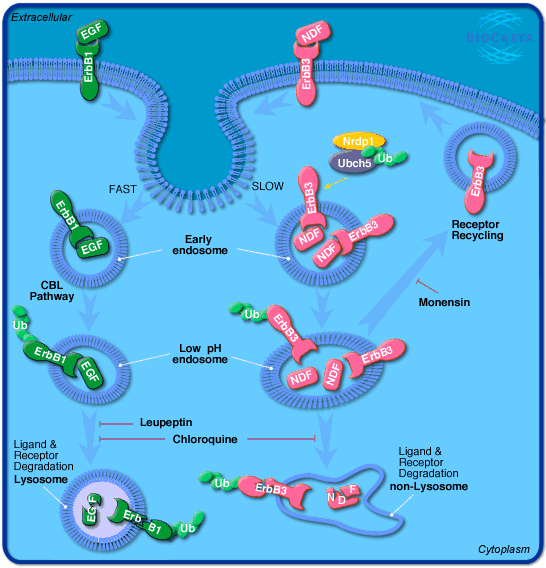 Extracellular
BIOCARTA
EGF
ErbB1
NDF
ErbB3
Nrdp1
Ubch5
Ub
FAST
SLOW
ErbB3
ErbB3
Receptor
Recycling
ErbB1
EGF
Early
endosome
NDF
NDF
ErbB3
CBL
Pathway
Monensin
Ub
ErbB1
EGF
Low pH
endosome
Ub
ErbB3
NDF
NDF
ErbB3
Leupeptin
Chloroquine
Ligand &
Receptor
Degradation
Lysosome
Ligand &
Receptor
Degradation
non-Lysosome
EGF
ErbB1
Ub
Ub
ErbB3
NDF
Cytoplasm